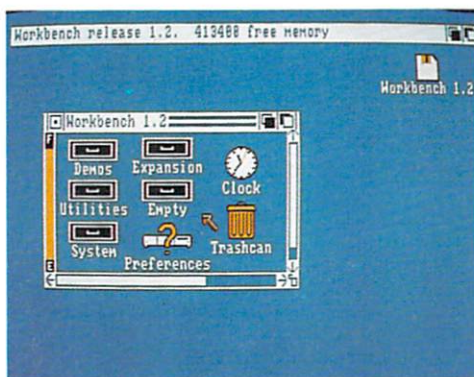 Workbench release 1.2. 413488 free memory
Workbench 1.2
Workbench 1.2
Demos Expansion Clock
Utilities Empty
System Preferences Trashcan
F
E